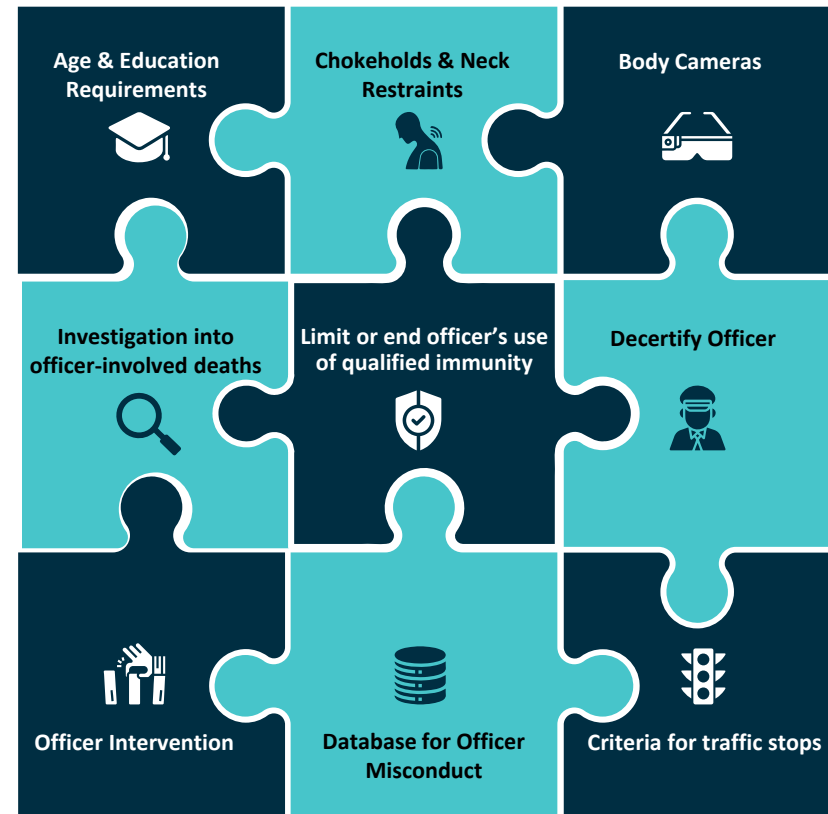 Age & Education
Requirements
Chokeholds & Neck
Restraints
Body Cameras
Investigation into
officer-involved deaths
Limit or end officer’s use
of qualified immunity
Decertify Officer
Officer Intervention
Database for Officer
Misconduct
Criteria for traffic stops